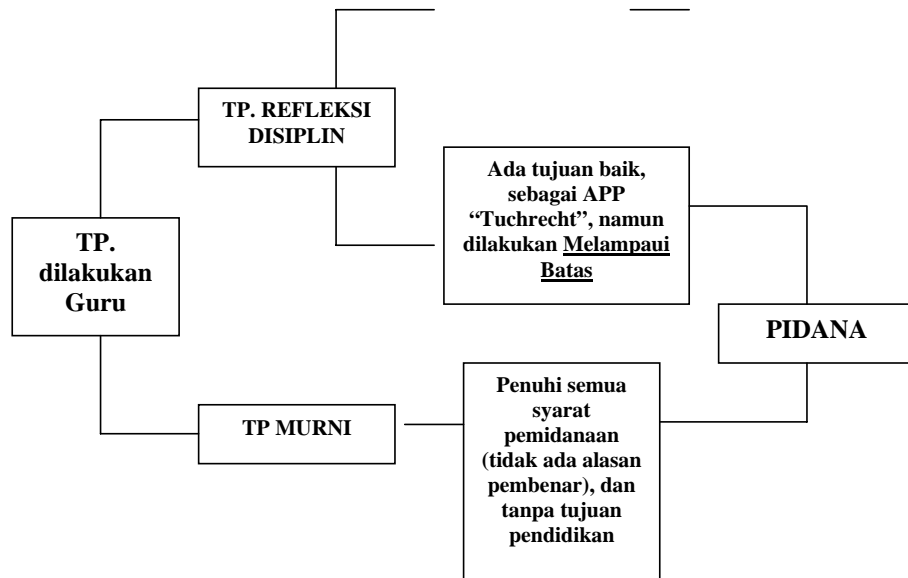 TP. REFLEKSI
DISIPLIN
Ada tujuan baik,
sebagai APP
“Tuchrecht”, namun
dilakukan Melampaui
Batas
TP.
dilakukan
Guru
PIDANA
TP MURNI
Penuhi semua
syarat
pemidanaan
(tidak ada alasan
pembenar), dan
tanpa tujuan
pendidikan